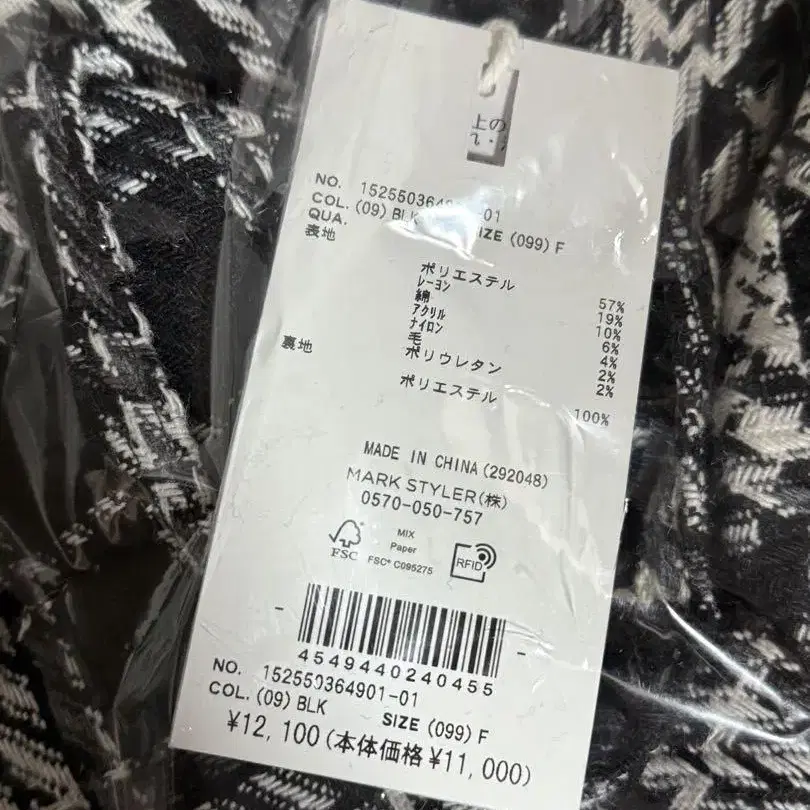 上の
NO. 152550364901-01
COL. (09) BLK SIZE (099) F
QUA.
表地
ポリエステル 57%
レーヨン 19%
綿 10%
アクリル 6%
ナイロン 4%
毛 2%
ポリウレタン 2%
裏地
ポリエステル 100%
MADE IN CHINA (292048)
MARK STYLER(株)
0570-050-757
FSC
MIX
Paper
FSC® C095275
RFID
4549440240455
NO. 152550364901-01
COL. (09) BLK SIZE (099) F
¥12,100(本体価格¥11,000)